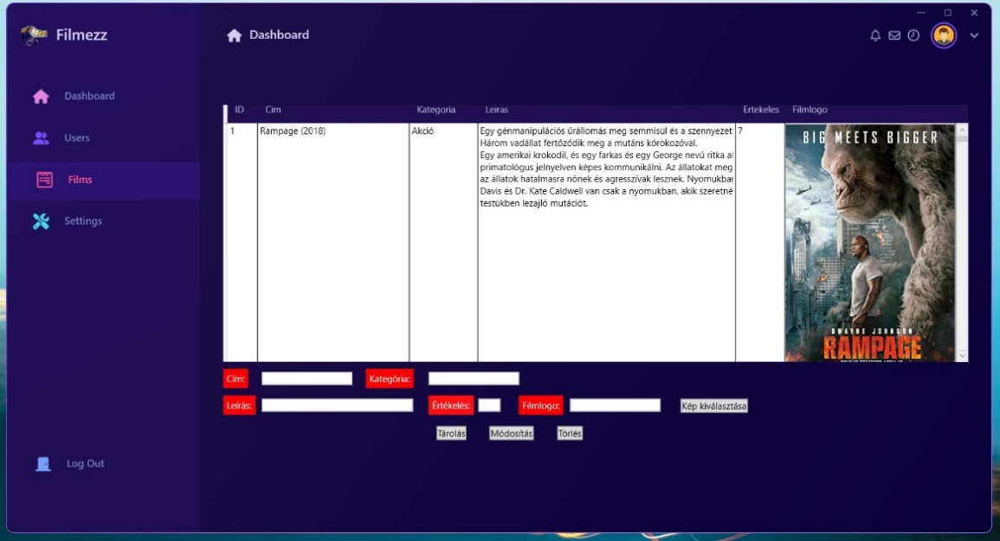 Filmezz
Dashboard
Dashboard
Users
Films
Settings
Log Out
ID Cim Kategoria Leiras Ertekeles Filmlogo
1 Rampage (2018) Akció Egy génmanipulációs űrállomás meg semmisül és a szennyezet 7
Három vadállat fertőződik meg a mutáns kórokozóval.
Egy amerikai krokodil, és egy farkas és egy George nevű ritka al
primatológus jelnyelven képes kommunikálni. Az állatokat meg
az állatok hatalmasra nőnek és agresszívak lesznek. Nyomukban
Davis és Dr. Kate Caldwell van csak a nyomukban, akik szeretné
testükben lezajló mutációt.
BIG MEETS BIGGER
DWAYNE JOHNSON
RAMPAGE
Cím: Kategória:
Leírás: Értékelés: Filmlogo: Kép kiválasztása
Tárolás Módosítás Törlés